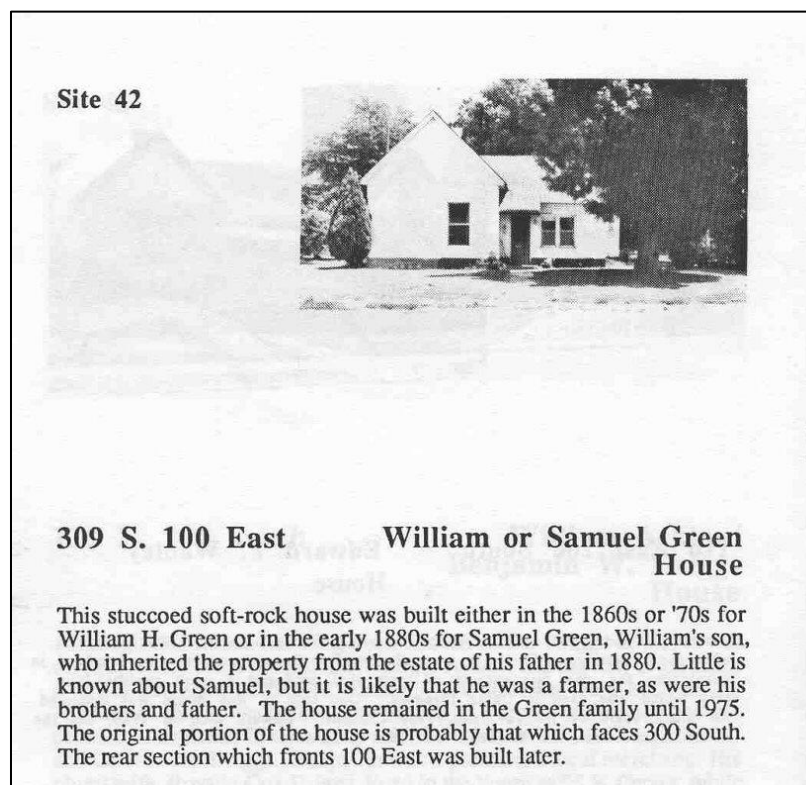 Site 42
309 S. 100 East William or Samuel Green
House
This stuccoed soft-rock house was built either in the 1860s or '70s for
William H. Green or in the early 1880s for Samuel Green, William's son,
who inherited the property from the estate of his father in 1880. Little is
known about Samuel, but it is likely that he was a farmer, as were his
brothers and father. The house remained in the Green family until 1975.
The original portion of the house is probably that which faces 300 South.
The rear section which fronts 100 East was built later.